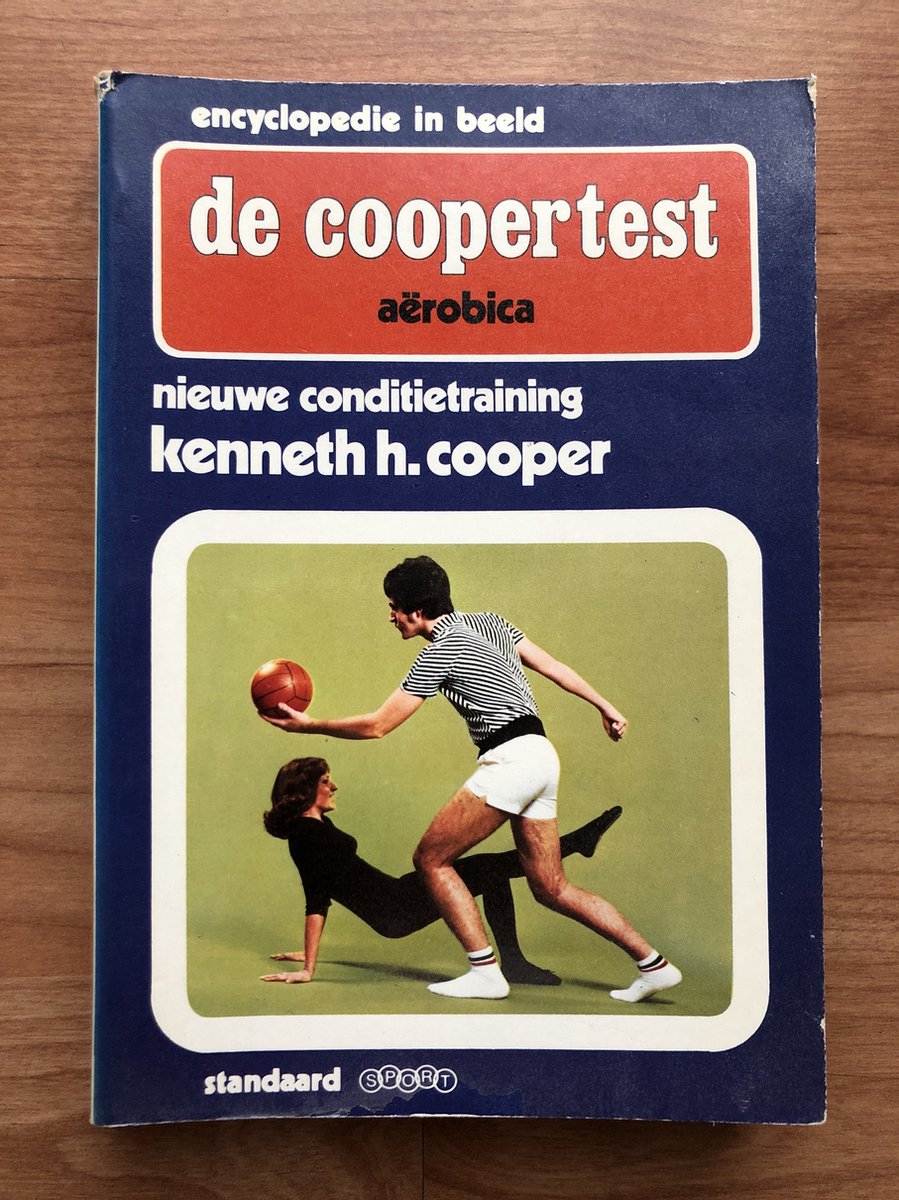 encyclopedie in beeld
de coopertest
aërobica
nieuwe conditietraining
kenneth h. cooper
standaard SPORT